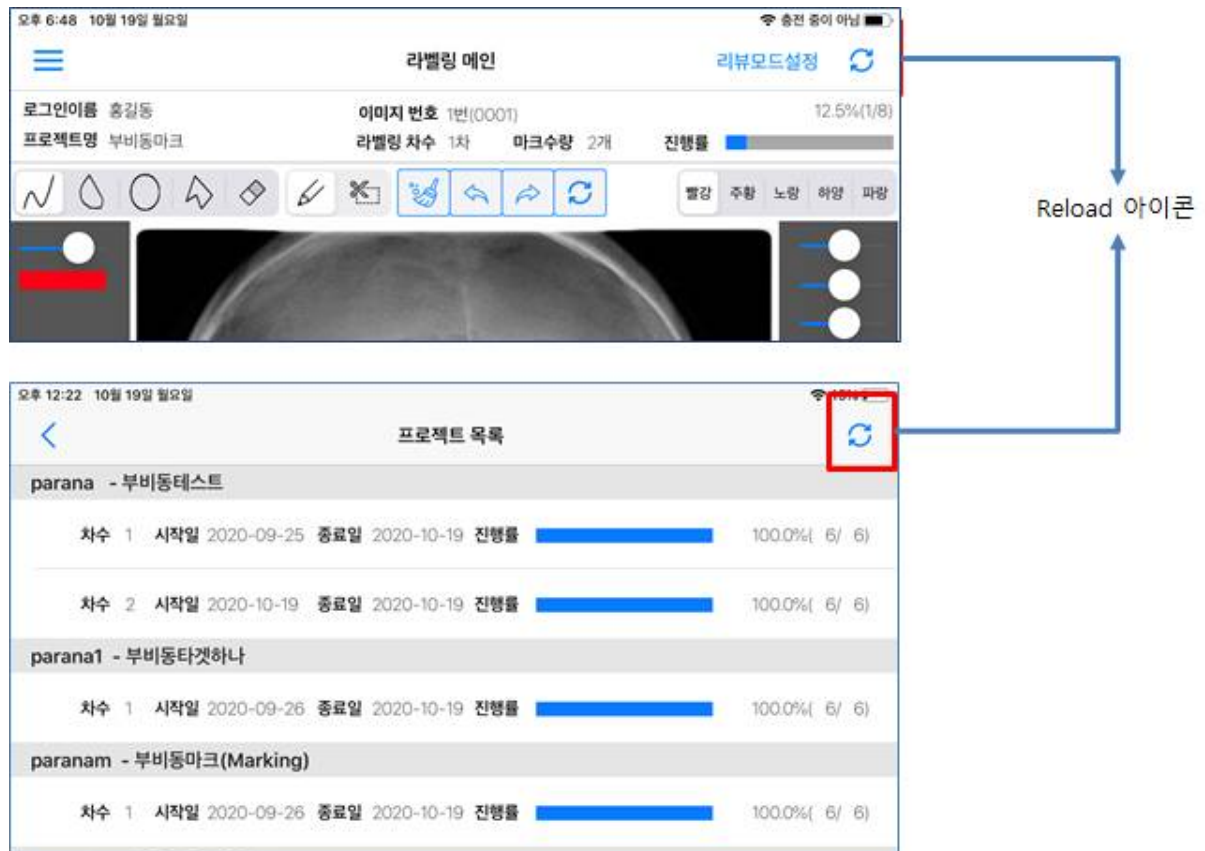 오후 6:48 10월 19일 월요일 충전 중이 아님
라벨링 메인 리뷰모드설정
로그인이름 홍길동 이미지 번호 1번(0001) 12.5%(1/8)
프로젝트명 부비동마크 라벨링 차수 1차 마크수량 2개 진행률
빨강 주황 노랑 하양 파랑
Reload 아이콘
오후 12:22 10월 19일 월요일
프로젝트 목록
parana - 부비동테스트
차수 1 시작일 2020-09-25 종료일 2020-10-19 진행률 100.0%( 6/ 6)
차수 2 시작일 2020-10-19 종료일 2020-10-19 진행률 100.0%( 6/ 6)
parana1 - 부비동타겟하나
차수 1 시작일 2020-09-26 종료일 2020-10-19 진행률 100.0%( 6/ 6)
paranam - 부비동마크(Marking)
차수 1 시작일 2020-09-26 종료일 2020-10-19 진행률 100.0%( 6/ 6)